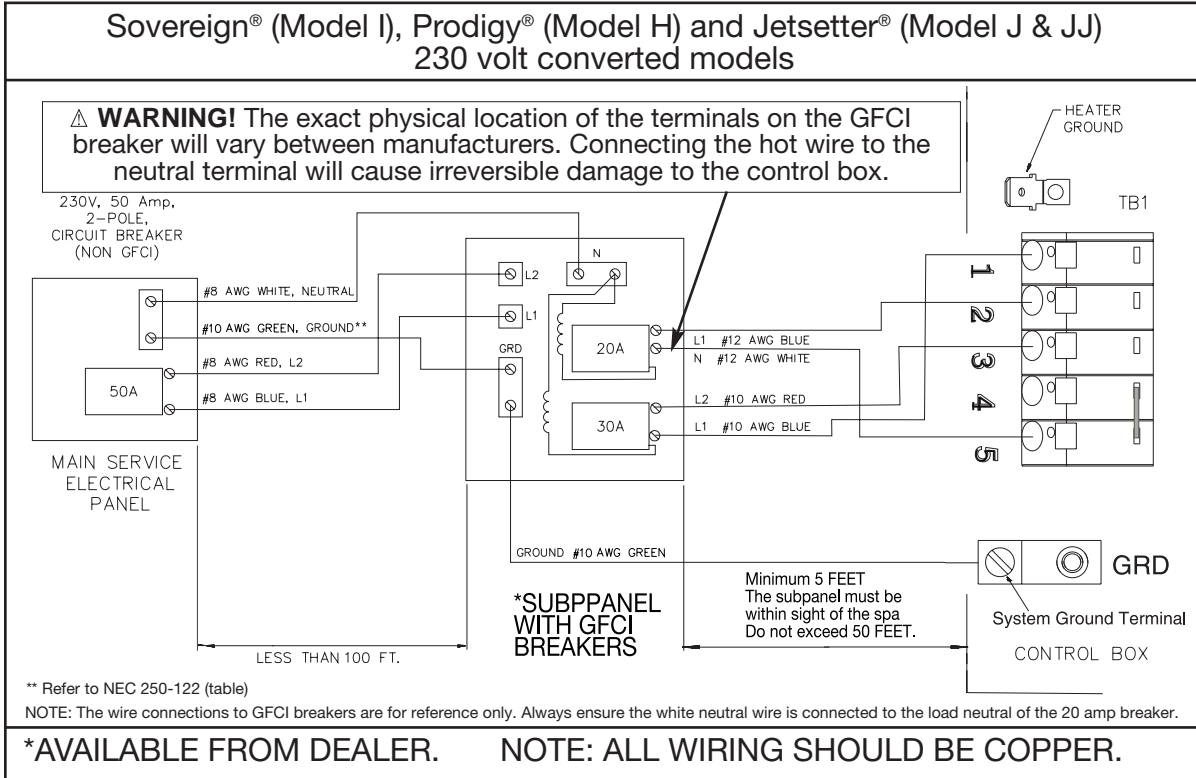 Sovereign® (Model I), Prodigy® (Model H) and Jetsetter® (Model J & JJ)
230 volt converted models
⚠ WARNING! The exact physical location of the terminals on the GFCI
breaker will vary between manufacturers. Connecting the hot wire to the
neutral terminal will cause irreversible damage to the control box.
HEATER
GROUND
TB1
230V, 50 Amp,
2-POLE,
CIRCUIT BREAKER
(NON GFCI)
#8 AWG WHITE, NEUTRAL
#10 AWG GREEN, GROUND**
#8 AWG RED, L2
#8 AWG BLUE, L1
50A
MAIN SERVICE
ELECTRICAL
PANEL
N
L2
L1
GRD
20A
30A
L1 #12 AWG BLUE
N #12 AWG WHITE
L2 #10 AWG RED
L1 #10 AWG BLUE
1
2
3
4
5
GROUND #10 AWG GREEN
*SUBPPANEL
WITH GFCI
BREAKERS
Minimum 5 FEET
The subpanel must be
within sight of the spa
Do not exceed 50 FEET.
GRD
System Ground Terminal
CONTROL BOX
LESS THAN 100 FT.
** Refer to NEC 250-122 (table)
NOTE: The wire connections to GFCI breakers are for reference only. Always ensure the white neutral wire is connected to the load neutral of the 20 amp breaker.
*AVAILABLE FROM DEALER. NOTE: ALL WIRING SHOULD BE COPPER.